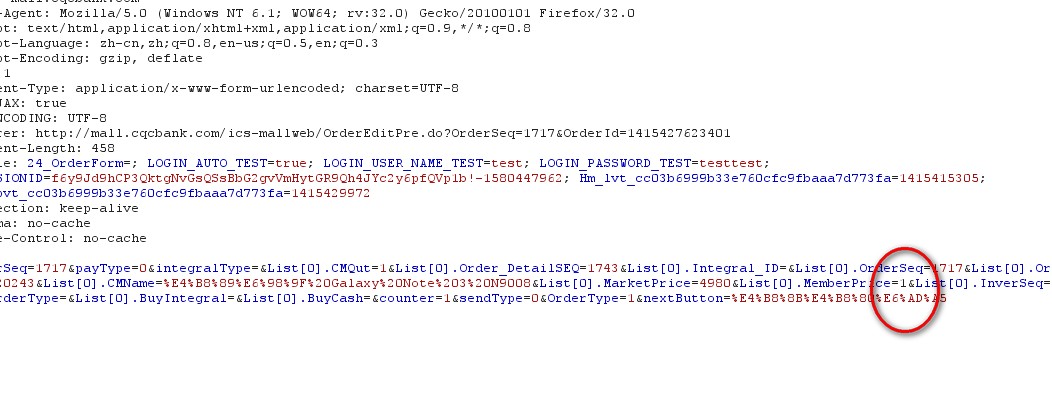 mall.cqcbank.com
-Agent: Mozilla/5.0 (Windows NT 6.1; WOW64; rv:32.0) Gecko/20100101 Firefox/32.0
pt: text/html,application/xhtml+xml,application/xml;q=0.9,*/*;q=0.8
pt-Language: zh-cn,zh;q=0.8,en-us;q=0.5,en;q=0.3
pt-Encoding: gzip, deflate
1
ent-Type: application/x-www-form-urlencoded; charset=UTF-8
JAX: true
NCODING: UTF-8
rer: http://mall.cqcbank.com/ics-mallweb/OrderEditPre.do?OrderSeq=1717&OrderId=1415427623401
ent-Length: 458
ie: 24_OrderForm=; LOGIN_AUTO_TEST=true; LOGIN_USER_NAME_TEST=test; LOGIN_PASSWORD_TEST=testtest;
SIONID=f6y9Jd9hCP3QktgNvGsQSsBbG2gvVmHytGR9Qh4JYc2y6pfQVp1b!-1580447962; Hm_lvt_cc03b6999b33e760cfc9fbaaa7d773fa=1415415305;
pvt_cc03b6999b33e760cfc9fbaaa7d773fa=1415429972
ection: keep-alive
ma: no-cache
e-Control: no-cache
rSeq=1717&payType=0&integralType=&List[0].CMQut=1&List[0].Order_DetailSEQ=1743&List[0].Integral_ID=&List[0].OrderSeq=1717&List[0].Or
20243&List[0].CMName=%E4%B8%89%E6%98%9F%20Galaxy%20Note%203%20N9008&List[0].MarketPrice=4980&List[0].MemberPrice=1&List[0].InverSeq=
rderType=&List[0].BuyIntegral=&List[0].BuyCash=&counter=1&sendType=0&OrderType=1&nextButton=%E4%B8%8B%E4%B8%80%E6%AD%A5